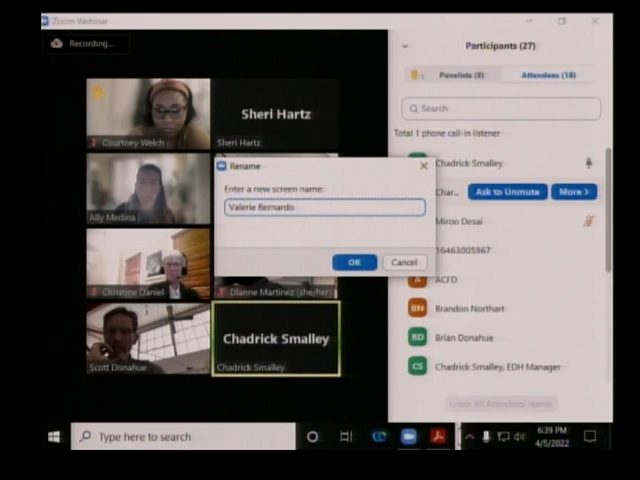 Zoom Webinar
Recording...
Participants (27)
Panelists (9)
Attendees (18)
Search
Total 1 phone call-in listener
Chadrick Smalley
Char...
Ask to Unmute
More >
Miroo Desai
16463005967
A
ACFD
BN
Brandon Northart
BD
Brian Donahue
CS
Chadrick Smalley, EDH Manager
Lower All Attendees' Hands
Courtney Welch
Sheri Hartz
Sheri Hartz
Rename
Enter a new screen name:
Valerie Bernardo
OK
Cancel
Ally Medina
Christine Daniel
Dianne Martinez (she/her)
Scott Donahue
Chadrick Smalley
Chadrick Smalley
Type here to search
6:39 PM
4/5/2022